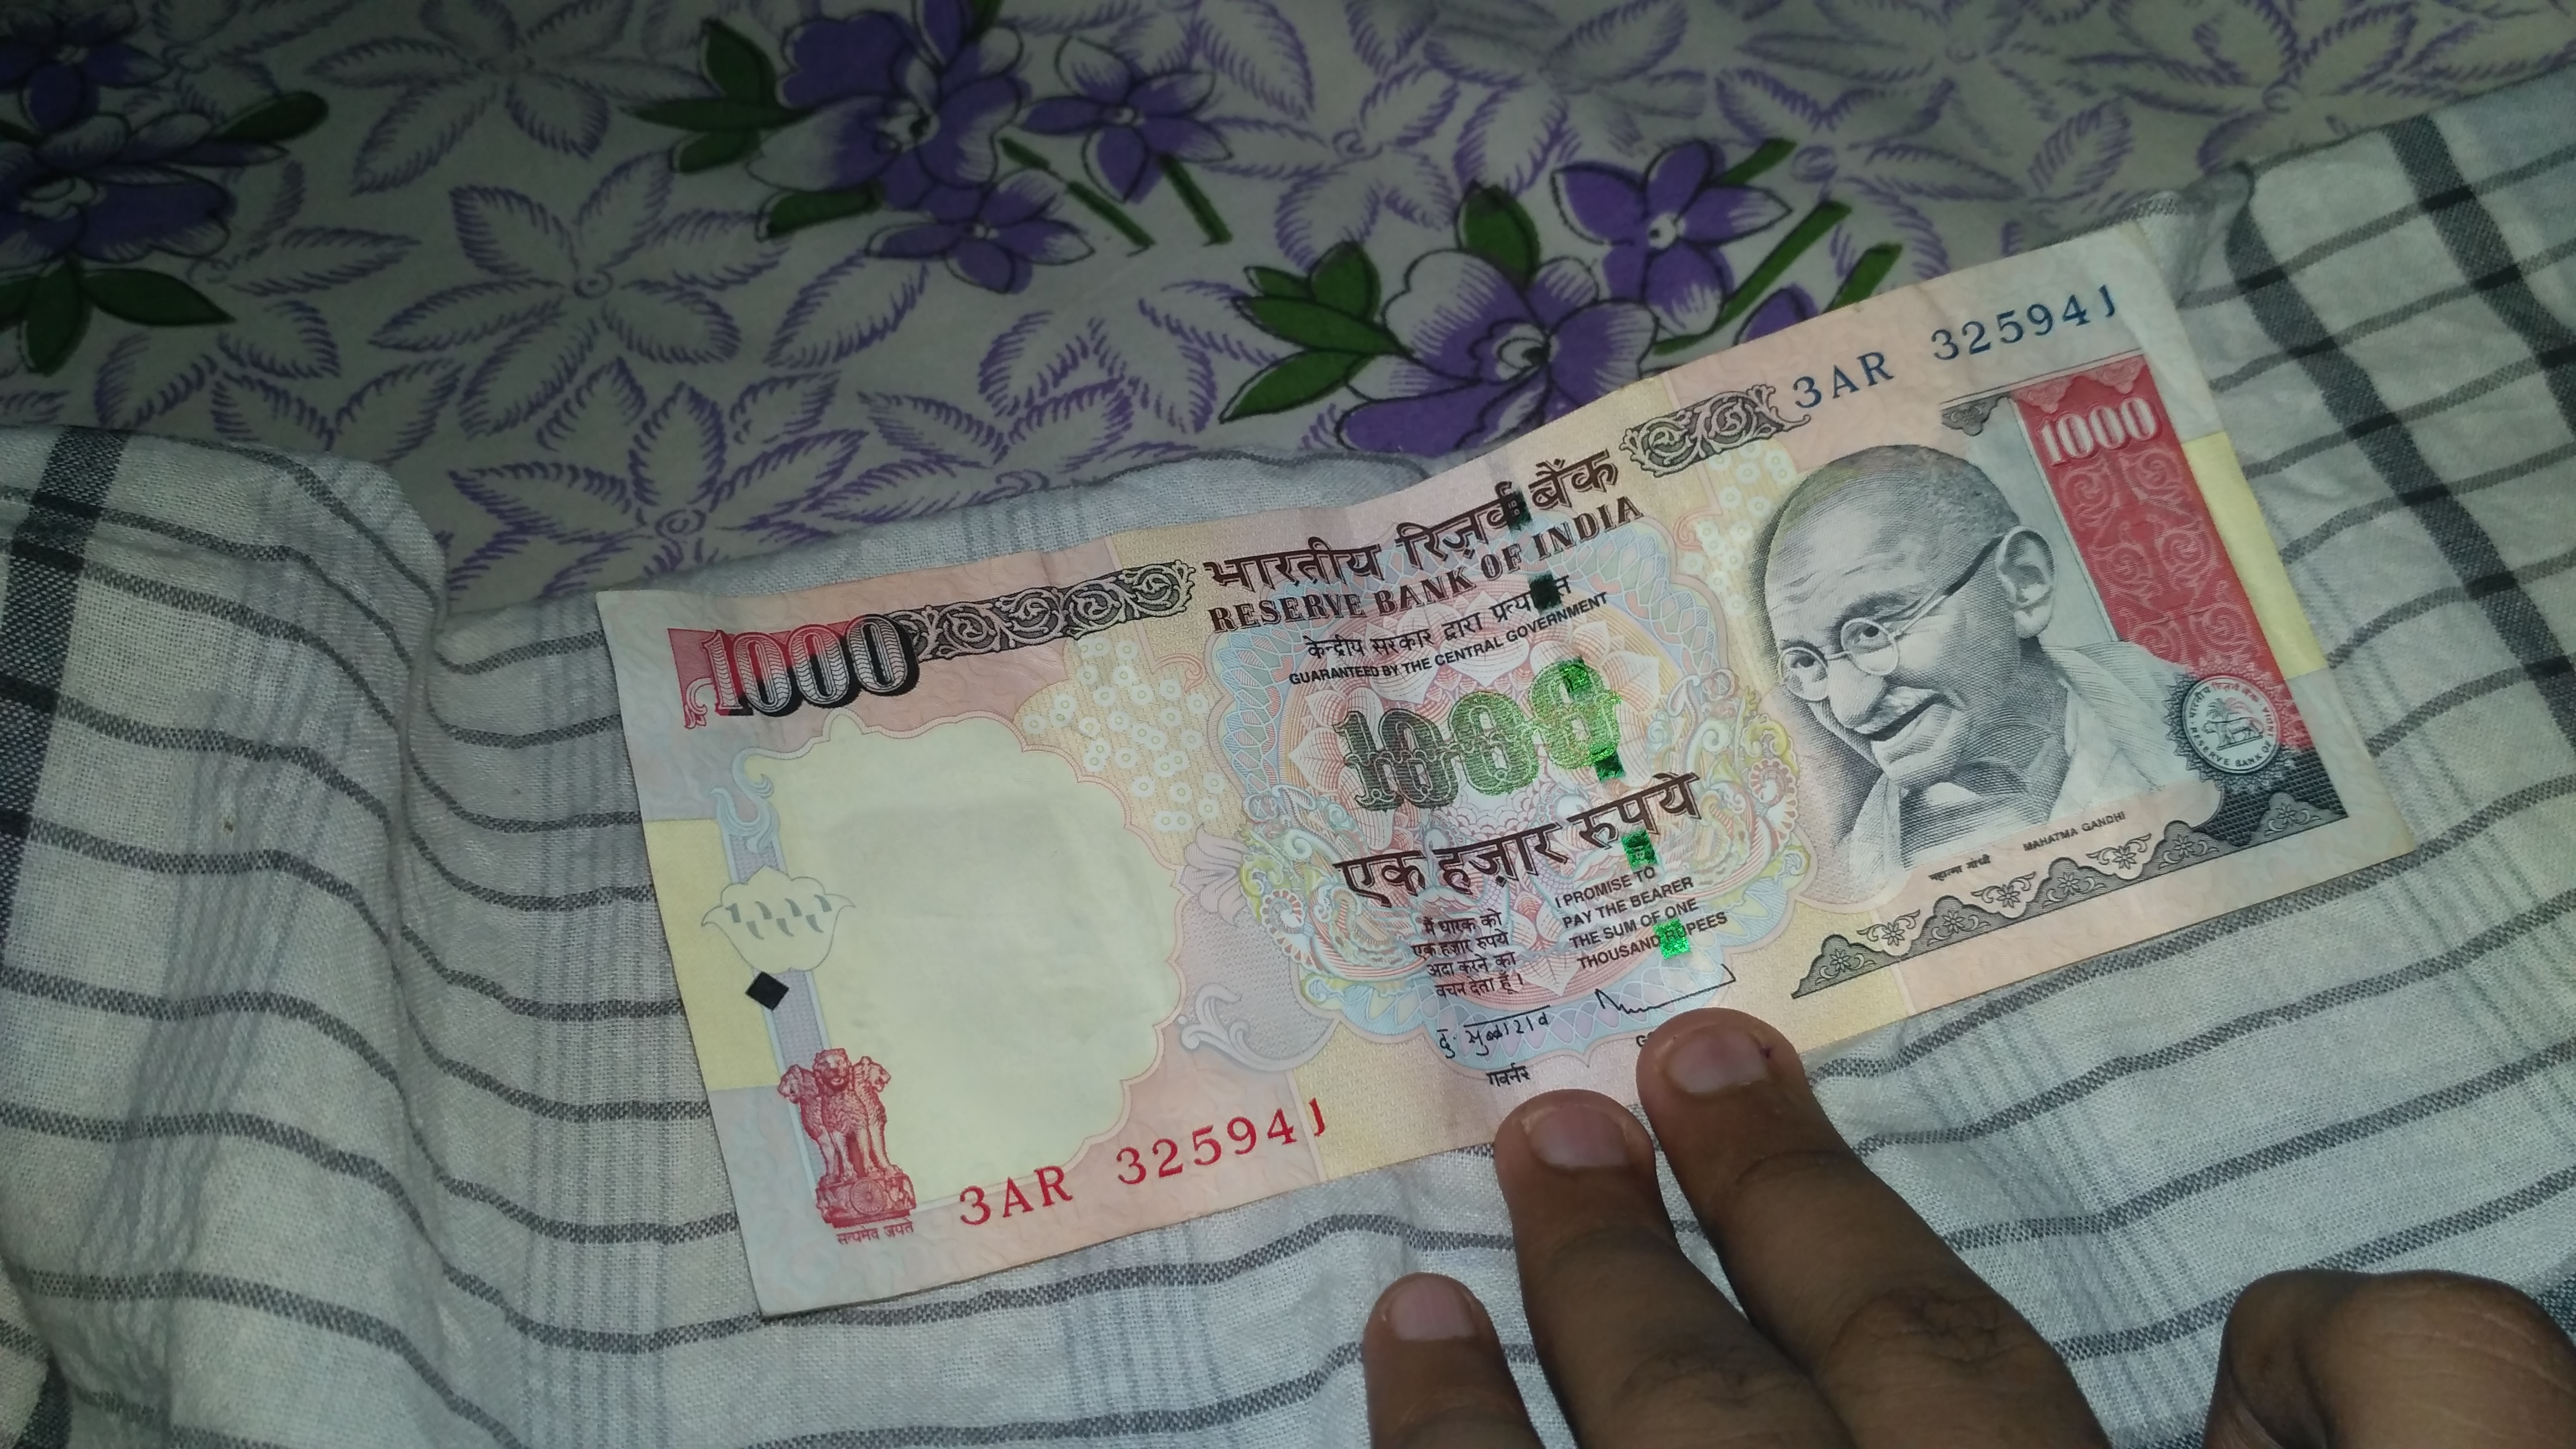 3AR 32594J
1000
1000
भारतीय रिज़र्व बैंक
RESERVE BANK OF INDIA
केन्द्रीय सरकार द्वारा
GUARANTEED BY THE CENTRAL GOVERNMENT
1000
एक हज़ार रुपये
मैं धारक को
एक हज़ार रुपये
अदा करने का
वचन देता हूँ।
I PROMISE TO
PAY THE BEARER
THE SUM OF ONE
THOUSAND RUPEES
गवर्नर
महात्मा गांधी MAHATMA GANDHI
भारतीय रिज़र्व बैंक
RESERVE BANK OF INDIA
सत्यमेव जयते
3AR 32594J